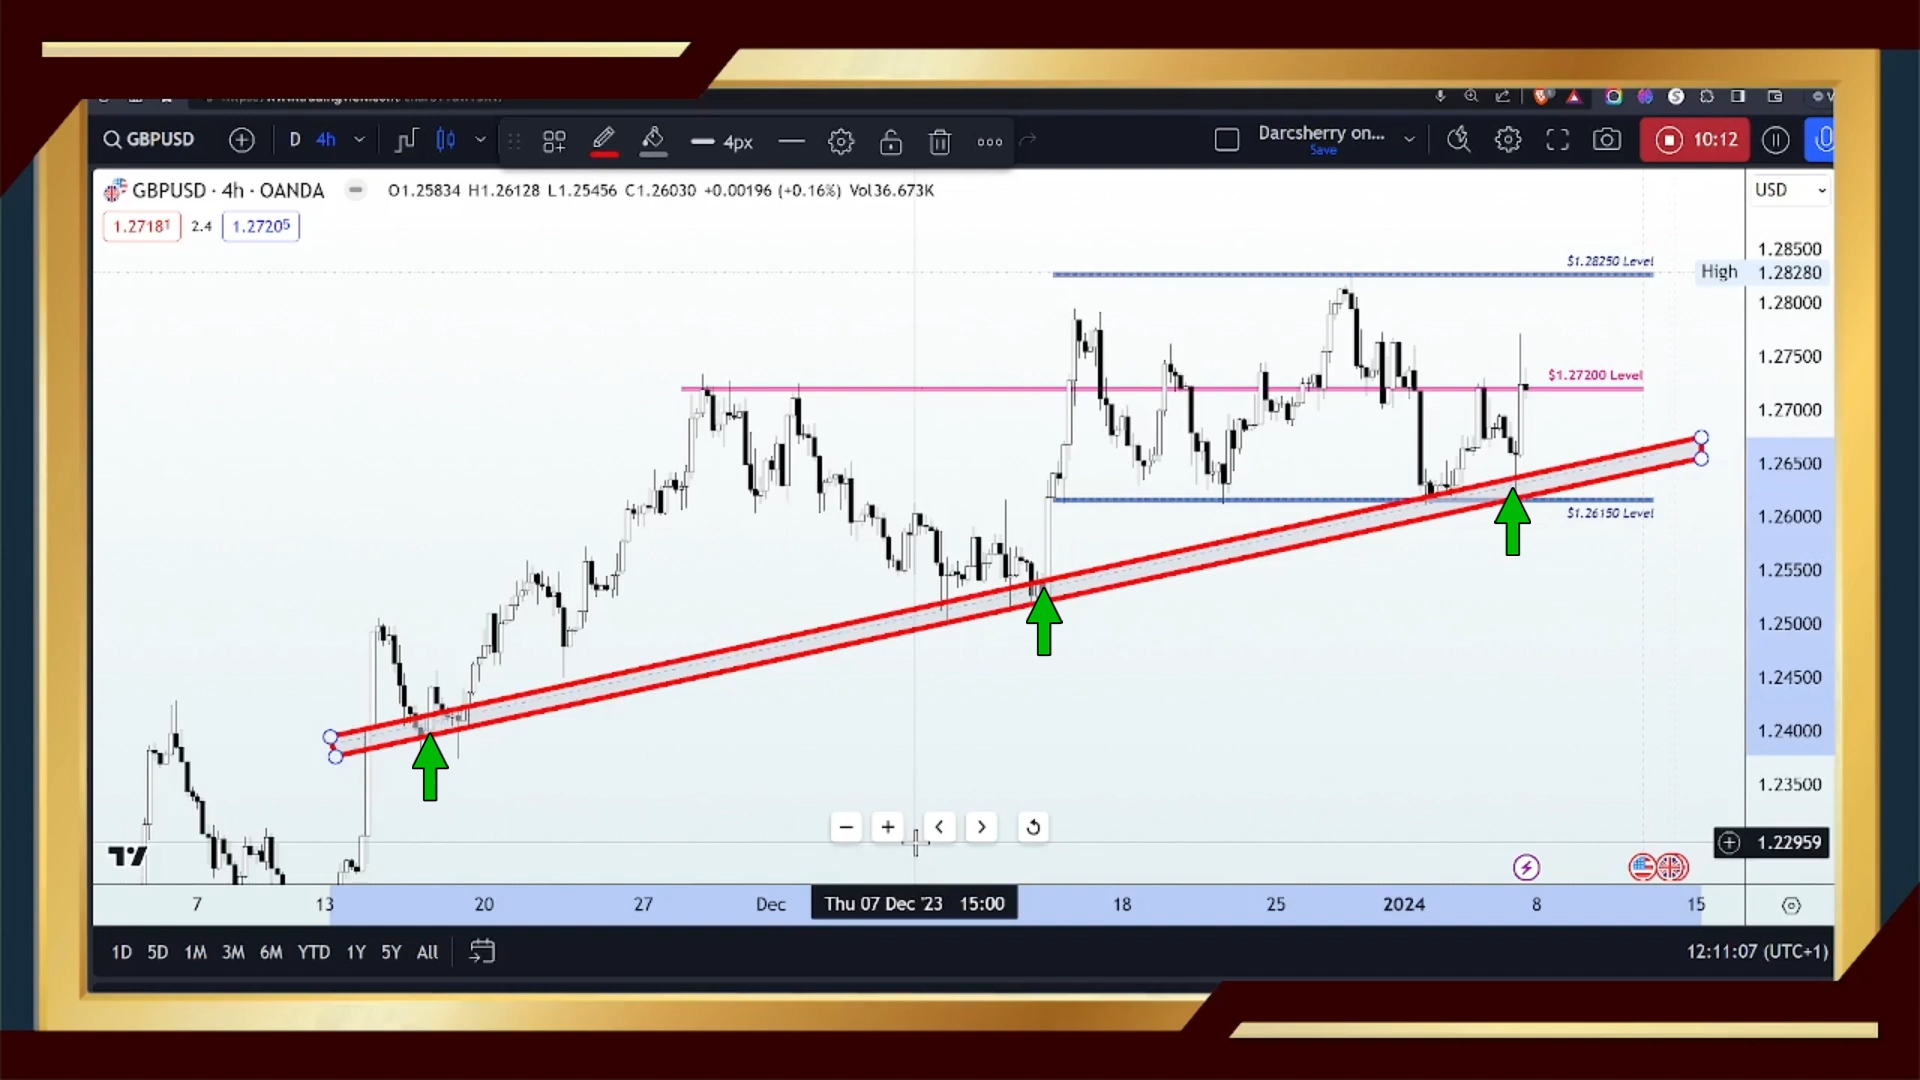 GBPUSD
D 4h
4px
Darcsherry on...
Save
10:12
GBPUSD · 4h · OANDA
O1.25834 H1.26128 L1.25456 C1.26030 +0.00196 (+0.16%) Vol36.673K
USD
1.27181 2.4 1.27205
1.28500
$1.28250 Level
High 1.28280
1.28000
1.27500
$1.27200 Level
1.27000
1.26500
$1.26150 Level
1.26000
1.25500
1.25000
1.24500
1.24000
1.23500
1.22959
7 13 20 27 Dec Thu 07 Dec '23 15:00 18 25 2024 8 15
1D 5D 1M 3M 6M YTD 1Y 5Y All
12:11:07 (UTC+1)